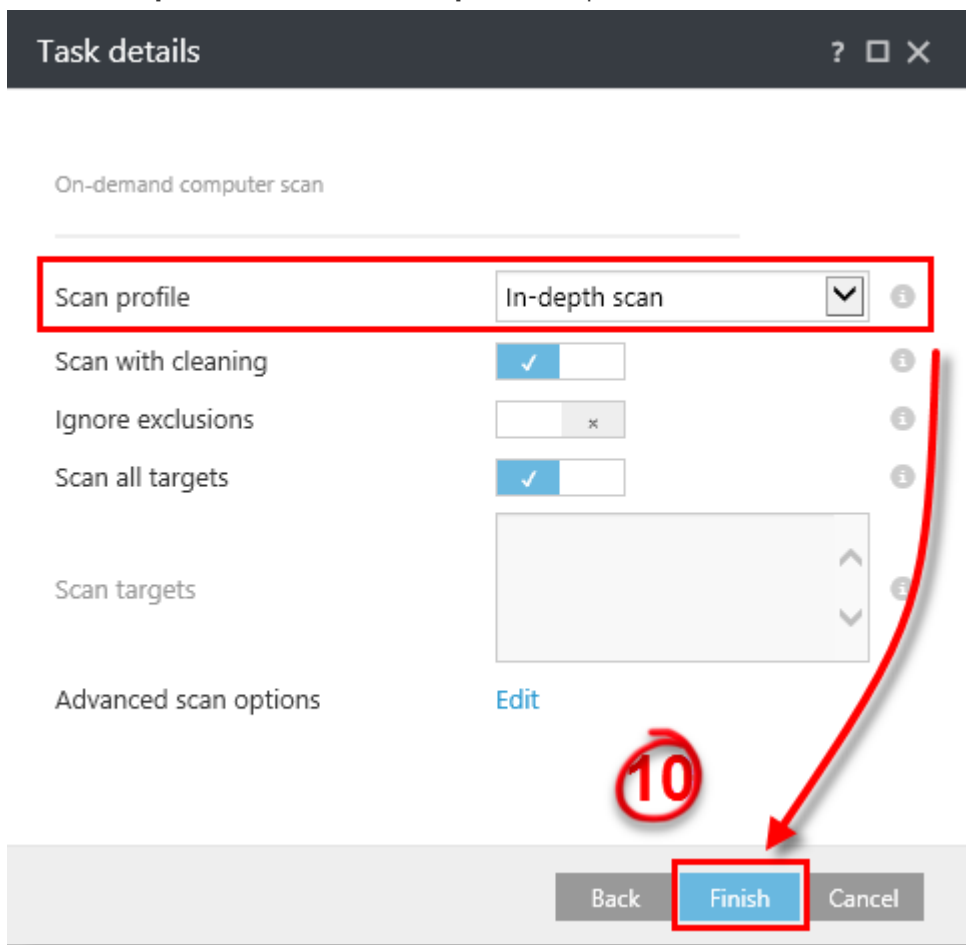 Task details
On-demand computer scan
Scan profile In-depth scan
Scan with cleaning
Ignore exclusions
Scan all targets
Scan targets
Advanced scan options Edit
10
Back Finish Cancel